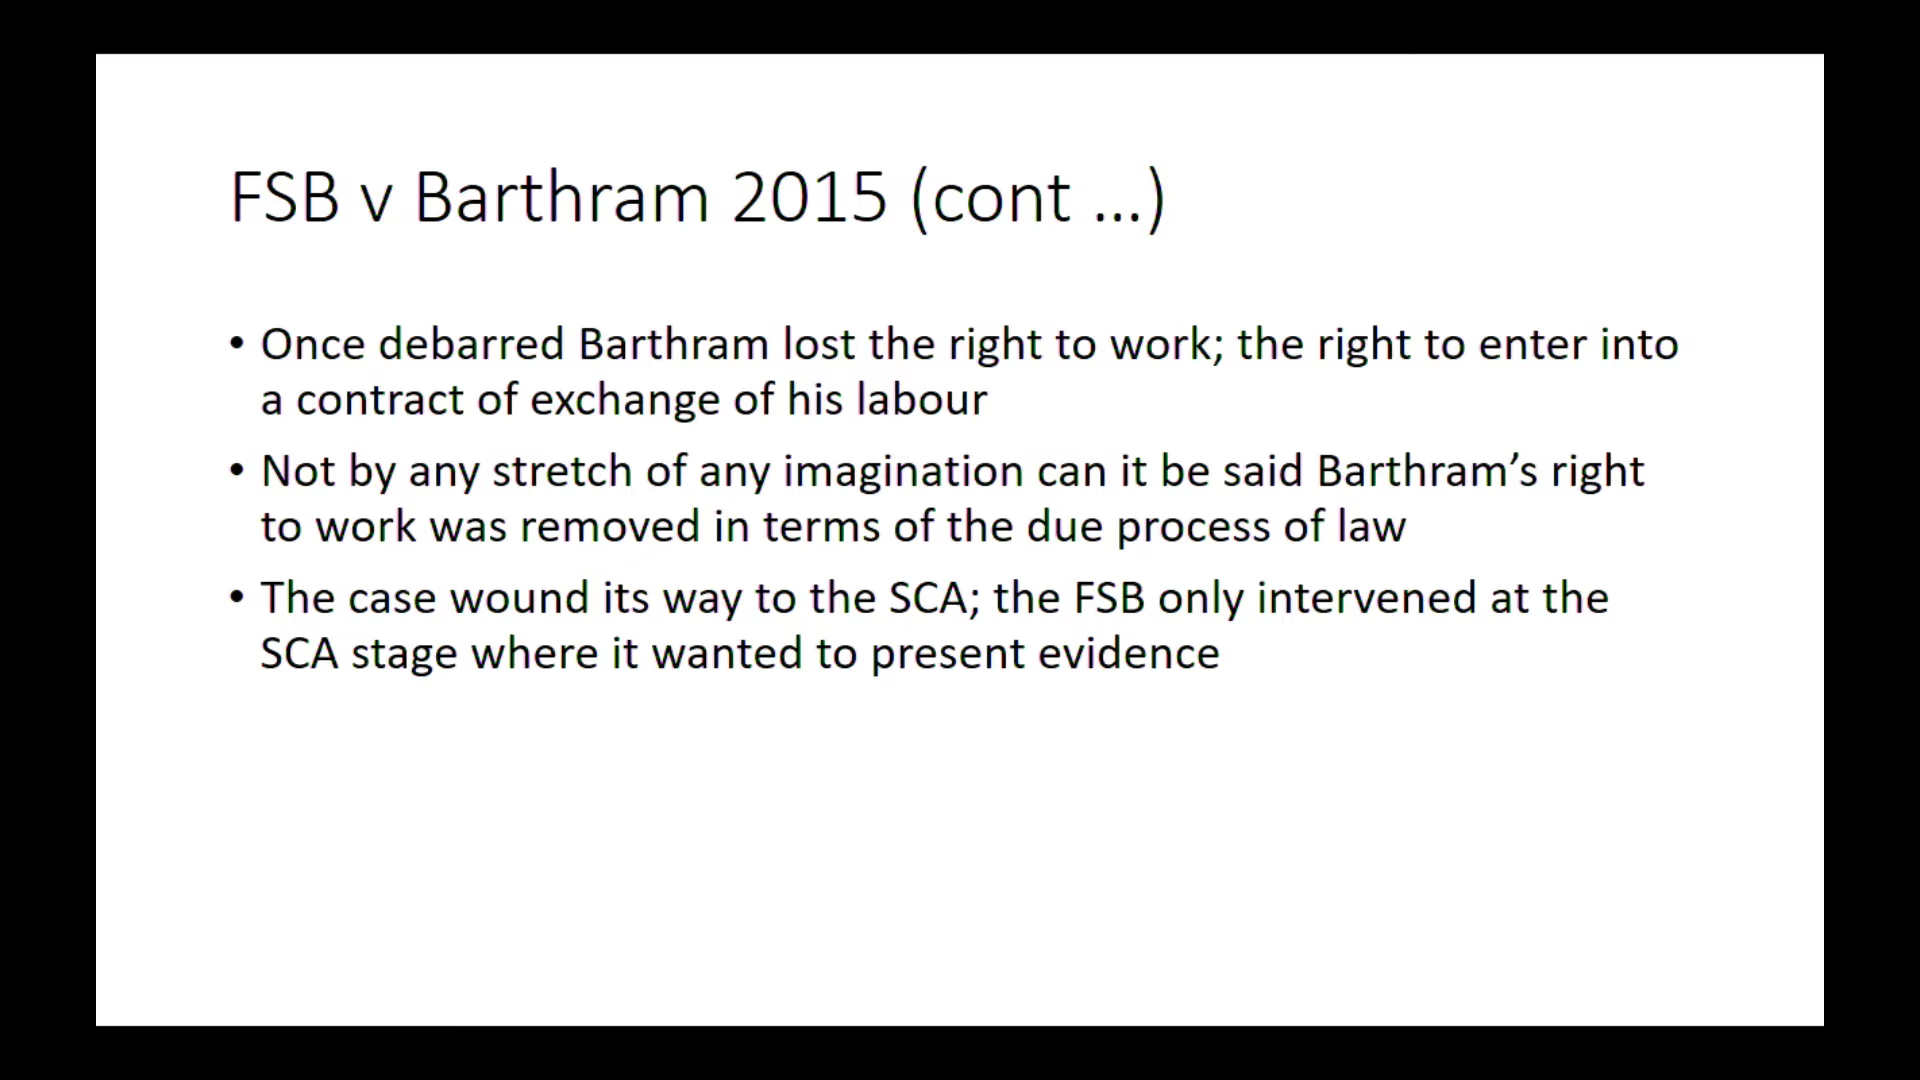 FSB v Barthram 2015 (cont ...)
• Once debarred Barthram lost the right to work; the right to enter into
a contract of exchange of his labour
• Not by any stretch of any imagination can it be said Barthram’s right
to work was removed in terms of the due process of law
• The case wound its way to the SCA; the FSB only intervened at the
SCA stage where it wanted to present evidence